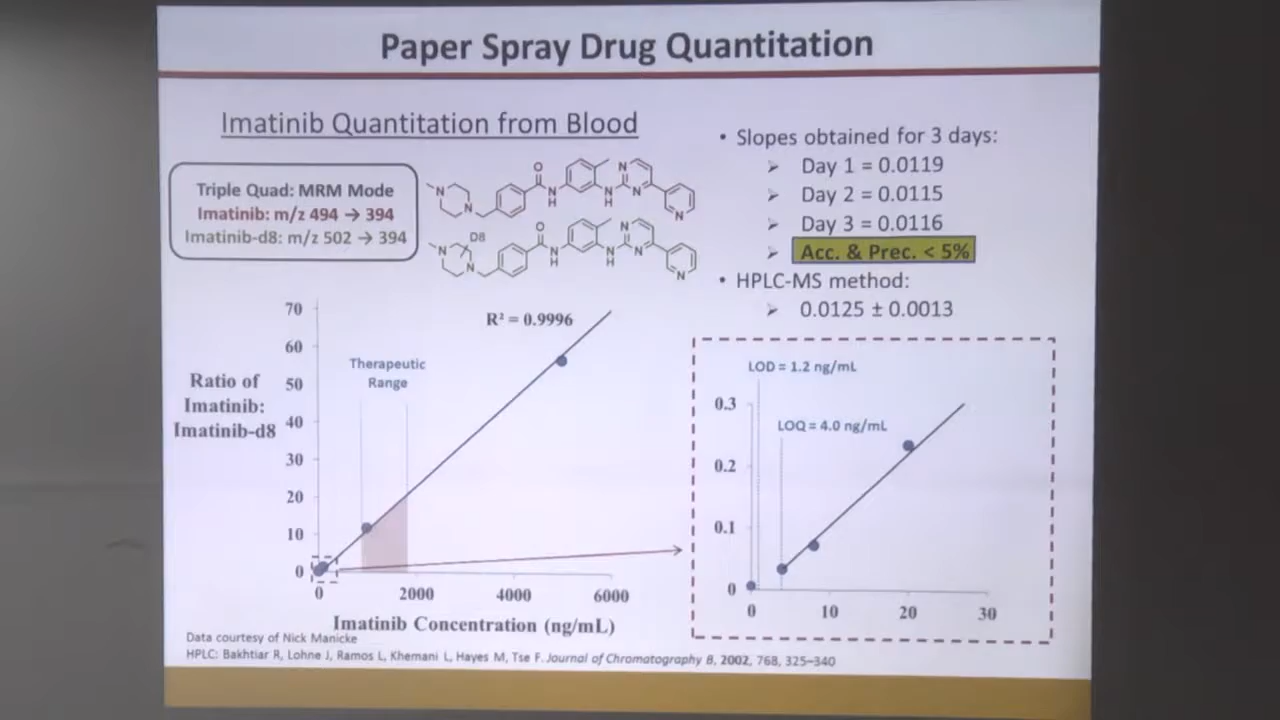 Paper Spray Drug Quantitation
Imatinib Quantitation from Blood
Triple Quad: MRM Mode
Imatinib: m/z 494 → 394
Imatinib-d8: m/z 502 → 394
N
N
O
N
H
N
H
N
N
N
D8
N
N
O
N
H
N
H
N
N
N
• Slopes obtained for 3 days:
➢ Day 1 = 0.0119
➢ Day 2 = 0.0115
➢ Day 3 = 0.0116
➢ Acc. & Prec. < 5%
• HPLC-MS method:
➢ 0.0125 ± 0.0013
R² = 0.9996
Therapeutic
Range
Ratio of
Imatinib:
Imatinib-d8
70
60
50
40
30
20
10
0
0 2000 4000 6000
Imatinib Concentration (ng/mL)
LOD = 1.2 ng/mL
LOQ = 4.0 ng/mL
0.3
0.2
0.1
0
0 10 20 30
Data courtesy of Nick Manicke
HPLC: Bakhtiar R, Lohne J, Ramos L, Khemani L, Hayes M, Tse F. Journal of Chromatography B, 2002, 768, 325–340